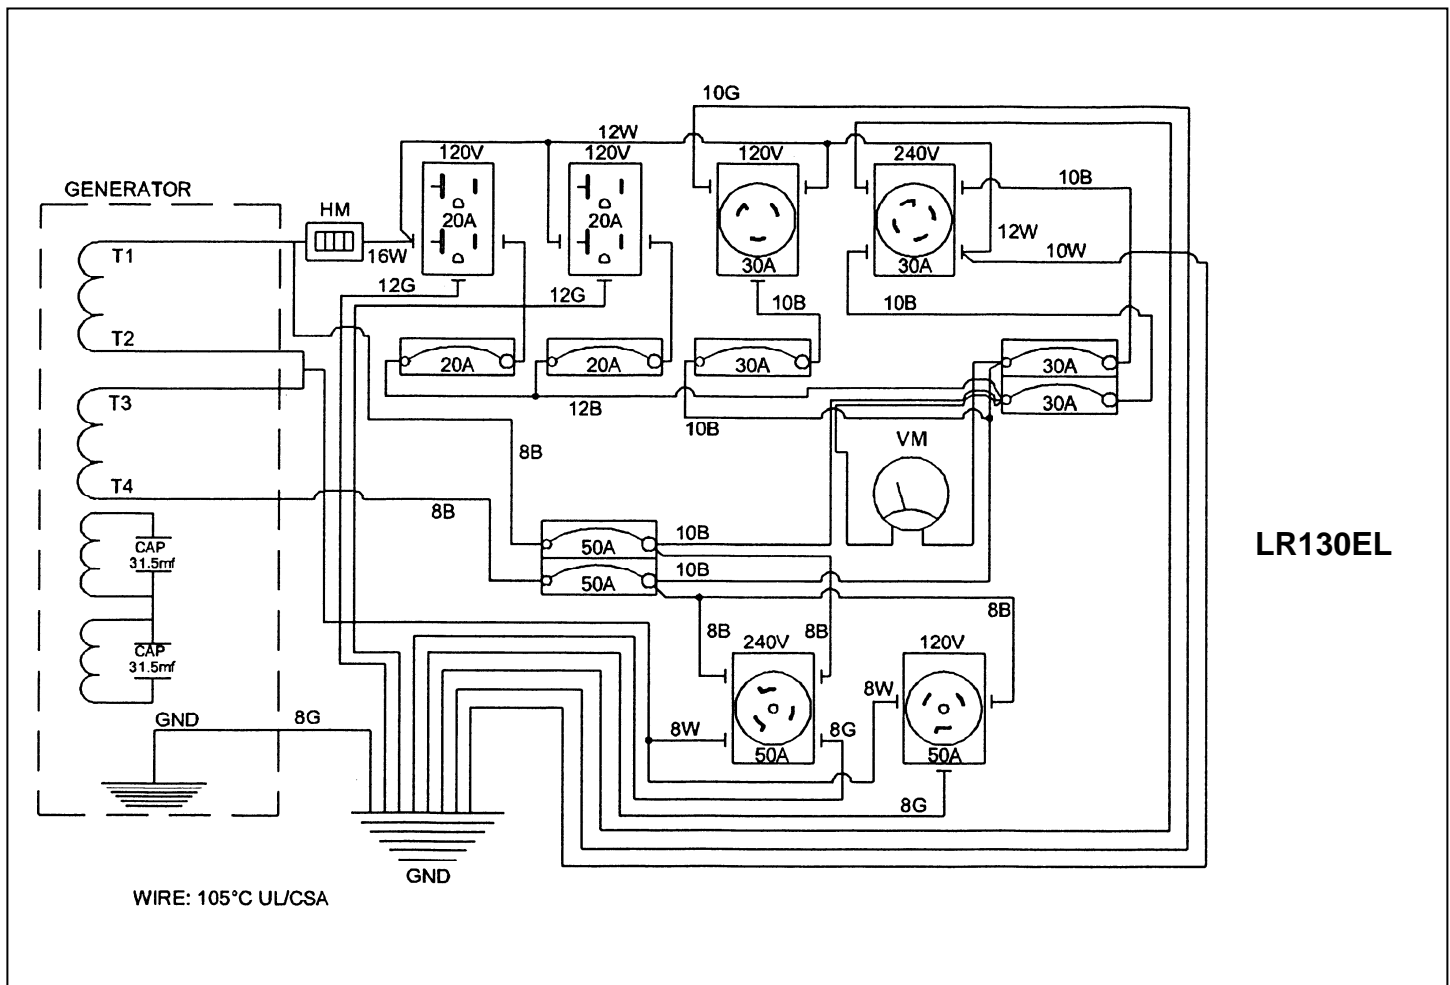 10G
12W
120V
120V
120V
240V
10B
GENERATOR
HM
20A
20A
12W
T1
16W
30A
30A
10W
12G
12G
10B
10B
T2
20A
20A
30A
30A
30A
T3
12B
10B
VM
8B
T4
8B
10B
50A
CAP
31.5mf
LR130EL
10B
50A
8B
8B
8B
240V
120V
CAP
31.5mf
8W
GND
8G
8W
8G
50A
50A
8G
GND
WIRE: 105°C UL/CSA